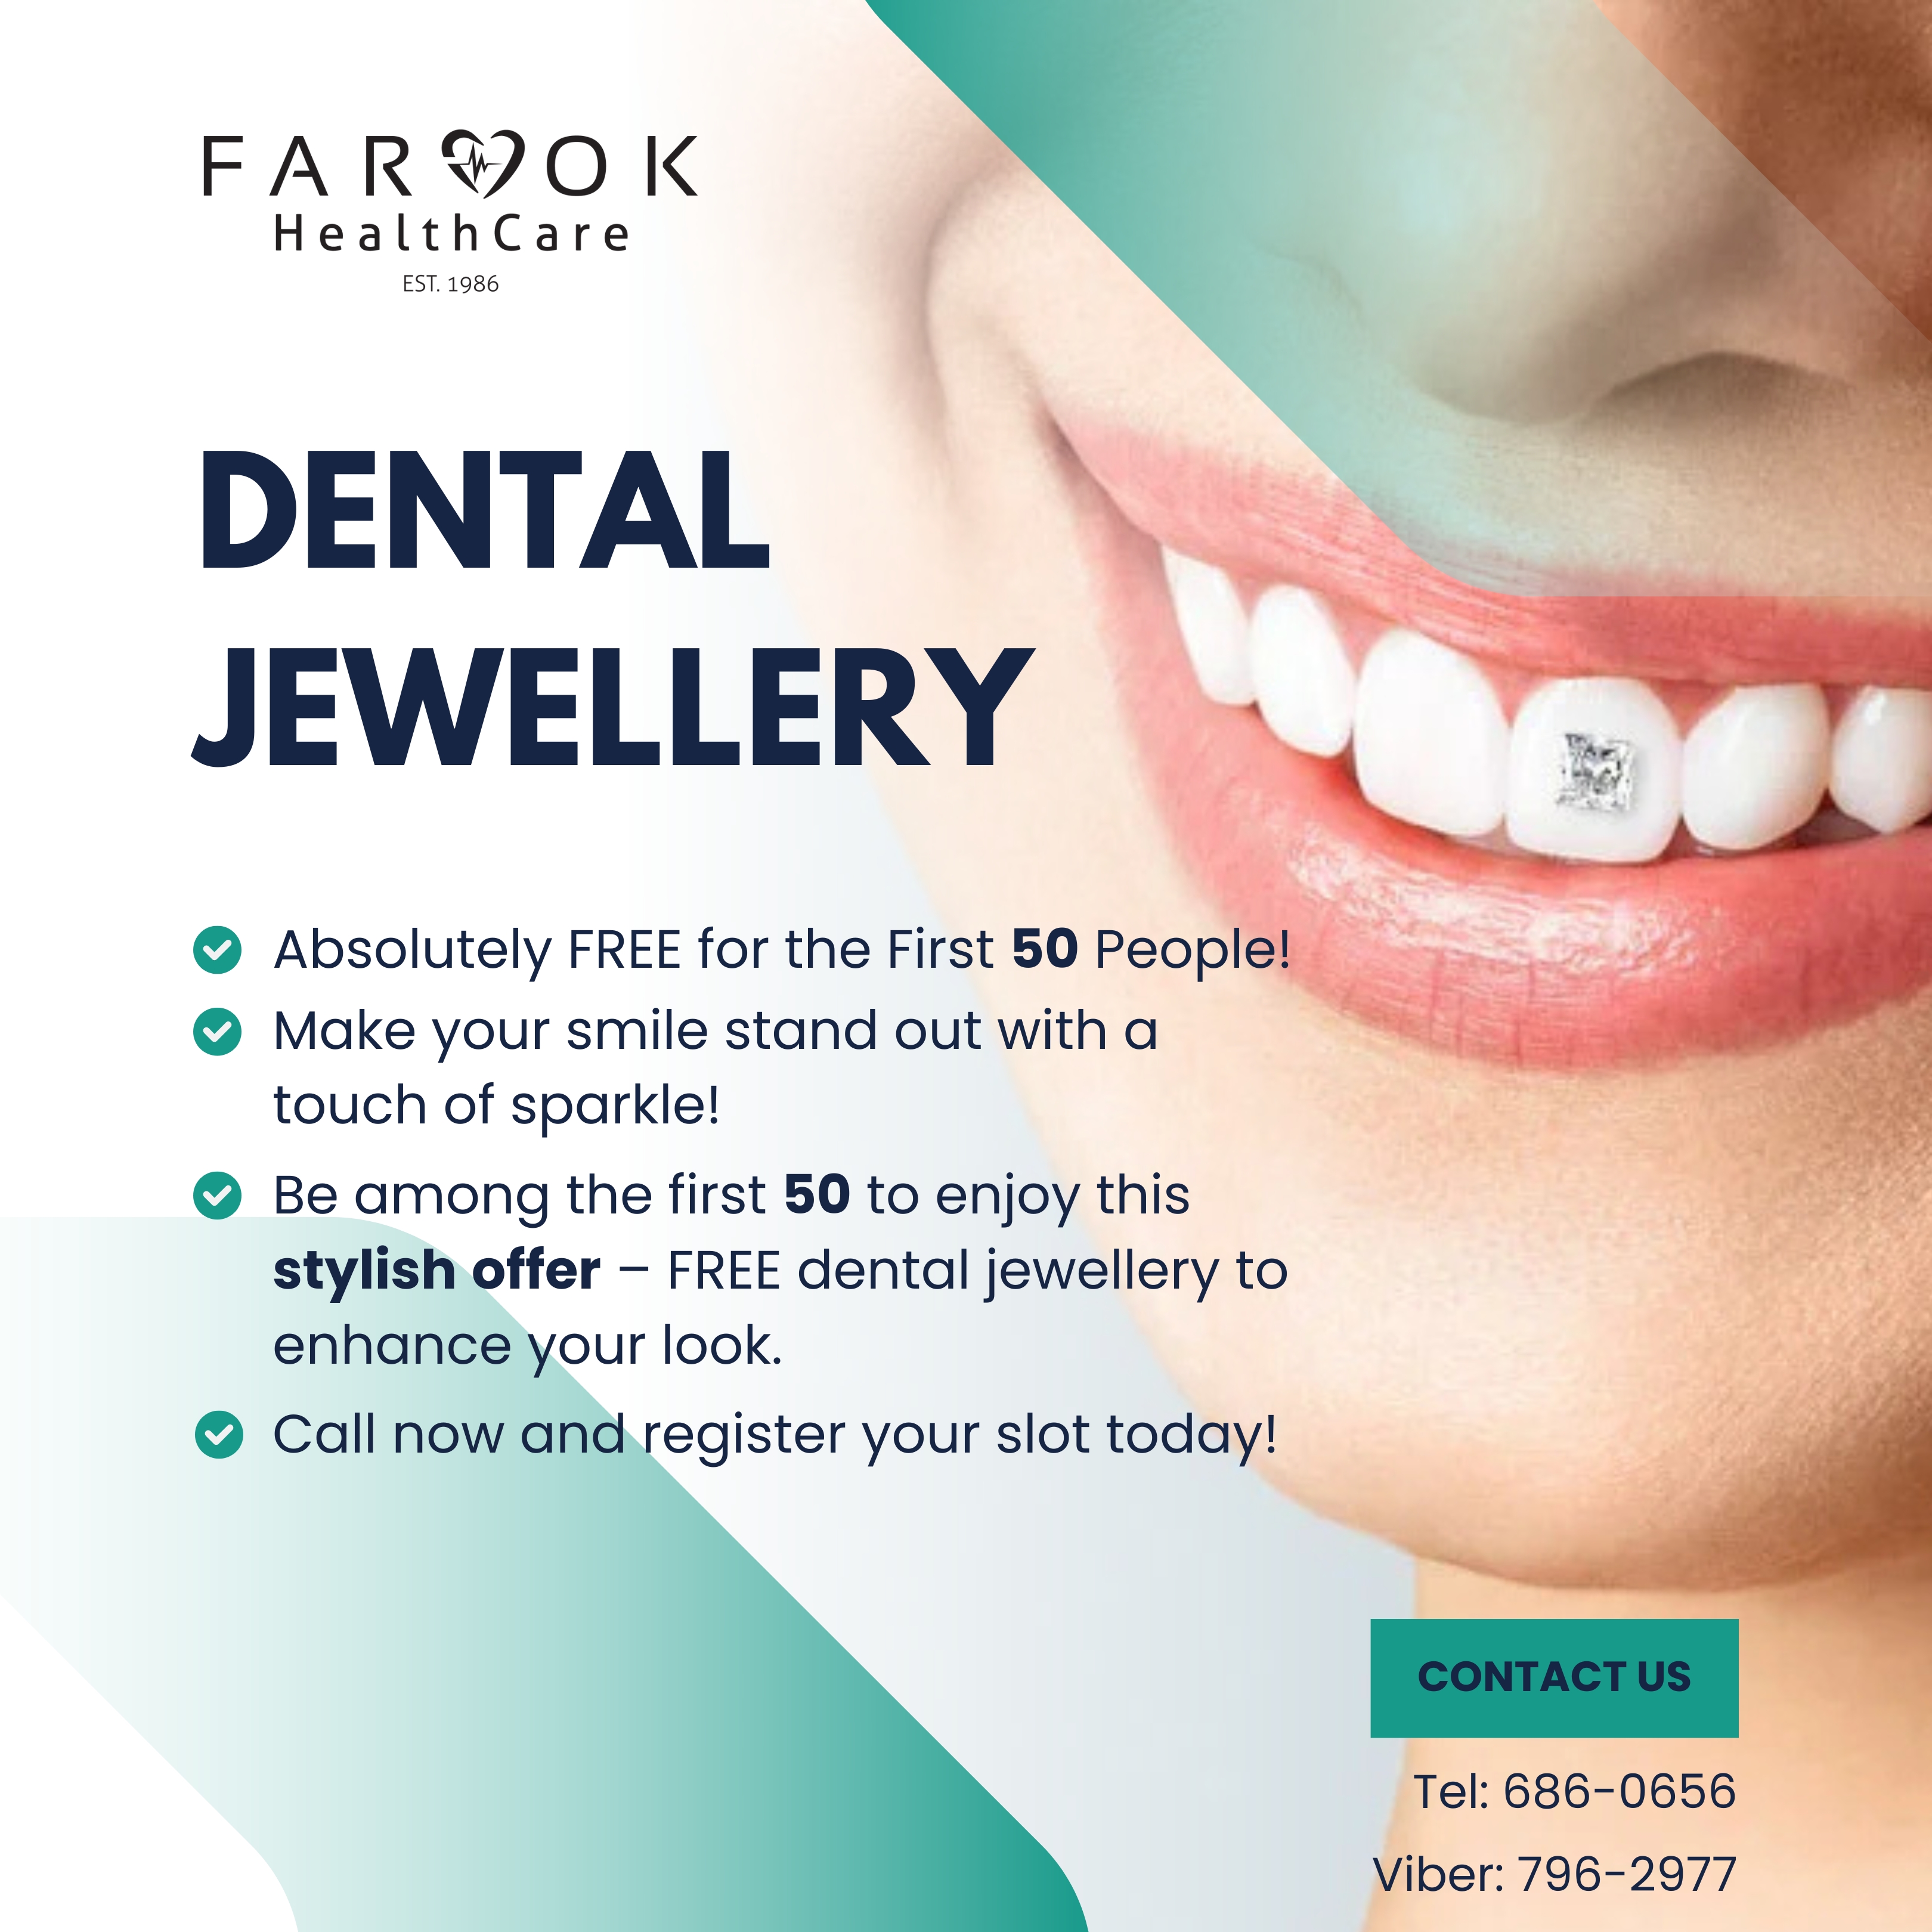 FAROOK
HealthCare
EST. 1986
DENTAL
JEWELLERY
Absolutely FREE for the First 50 People!
Make your smile stand out with a
touch of sparkle!
Be among the first 50 to enjoy this
stylish offer – FREE dental jewellery to
enhance your look.
Call now and register your slot today!
CONTACT US
Tel: 686-0656
Viber: 796-2977